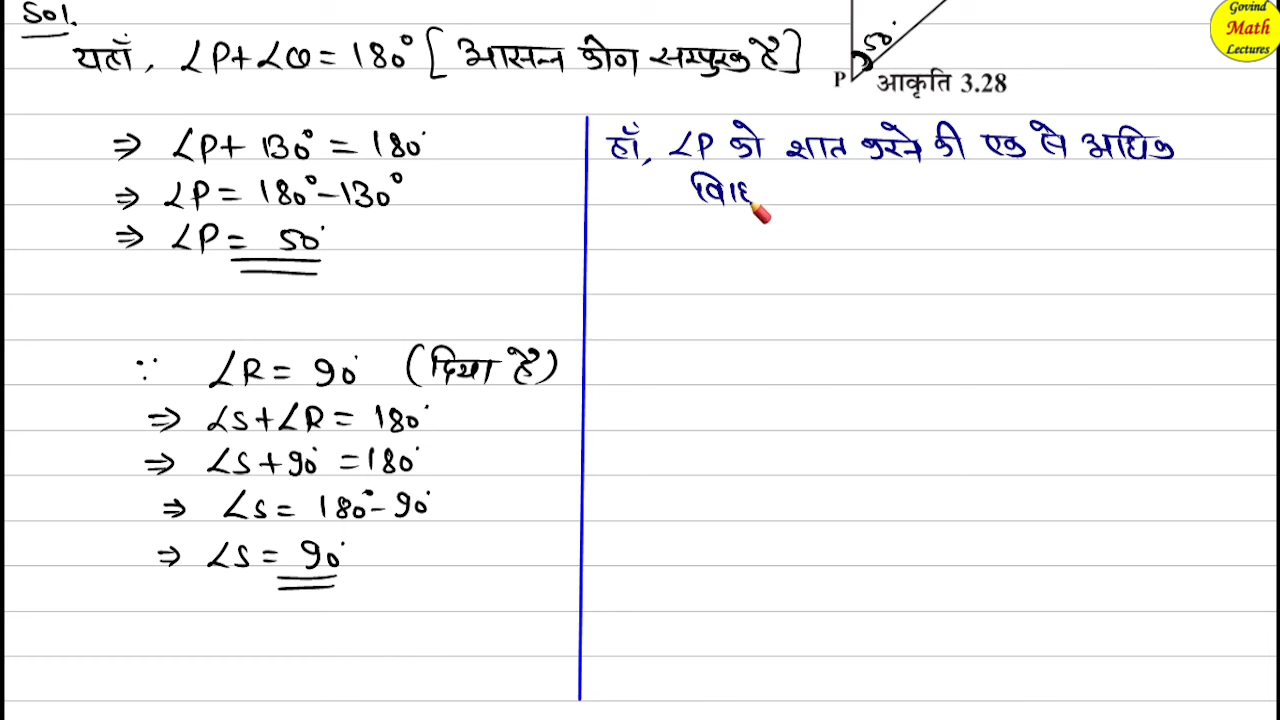 Sol.
यहाँ, ∠P+∠Q = 180° [ आसन्न कोण सम्पुरक है ]
50°
P
आकृति 3.28
Govind
Math
Lectures
⇒ ∠P + 130° = 180°
⇒ ∠P = 180° - 130°
⇒ ∠P = 50°
∵ ∠R = 90° (दिया है)
⇒ ∠S + ∠R = 180°
⇒ ∠S + 90° = 180°
⇒ ∠S = 180° - 90°
⇒ ∠S = 90°
हाँ, ∠P को ज्ञात करने की एक से अधिक